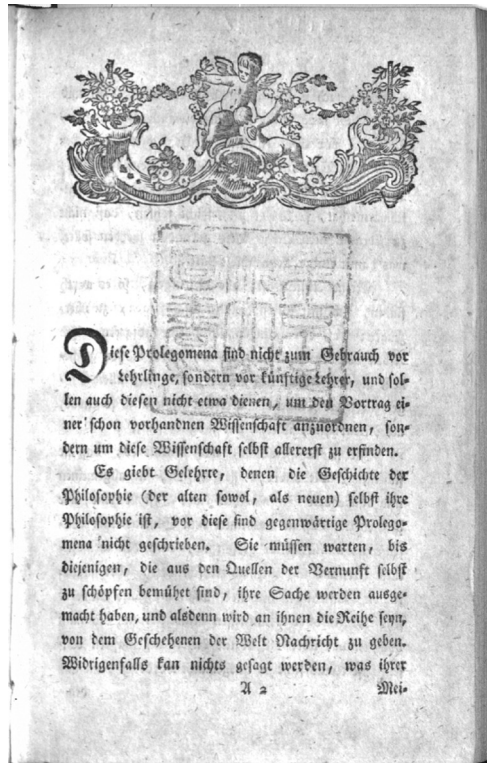 Diese Prolegomena sind nicht zum Gebrauch vor
Lehrlinge, sondern vor künftige Lehrer, und sol-
len auch diesen nicht etwa dienen, um den Vortrag ei-
ner schon vorhandnen Wissenschaft anzuordnen, son-
dern um diese Wissenschaft selbst allererst zu erfinden.
Es giebt Gelehrte, denen die Geschichte der
Philosophie (der alten sowol, als neuen) selbst ihre
Philosophie ist, vor diese sind gegenwärtige Prolego-
mena nicht geschrieben. Sie müssen warten, bis
diejenigen, die aus den Quellen der Vernunft selbst
zu schöpfen bemühet sind, ihre Sache werden ausge-
macht haben, und alsdenn wird an ihnen die Reihe seyn,
von dem Geschehenen der Welt Nachricht zu geben.
Widrigenfalls kan nichts gesagt werden, was ihrer
A 2 Mei-